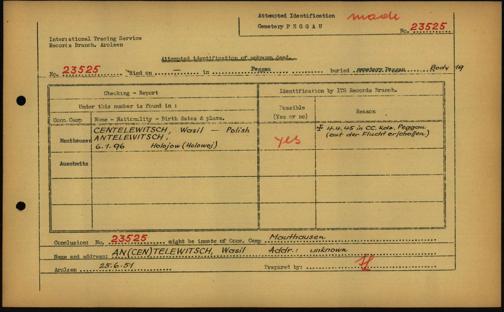 Attempted Identification made
Cemetery PEGGAU
No. 23525
International Tracing Service
Records Branch, Arolsen
Attempted identification of unknown dead.
No. 23525 Died on — in Peggau buried cemetery Peggau Body 19
Checking - Report
Identification by ITS Records Branch.
Under this number is found in :
Feasible
(Yes or no)
Reason
Conc. Camp
Name - Nationality - Birth dates & place.
Mauthausen
CENTELEWITSCH, Wasil — Polish
ANTELEWITSCH,
6.1.96 Holojow (Holowej)
yes
‡ 4.4.45 in CC. Kdo. Peggau.
(auf der Flucht erschoßen.)
Auschwitz
Conclusion: No. 23525 might be inmate of Conc. Camp Mauthausen
Name and address: AN(CEN)TELEWITSCH, Wasil Addr.: unknown
Arolsen 25.6.51 Prepared by: